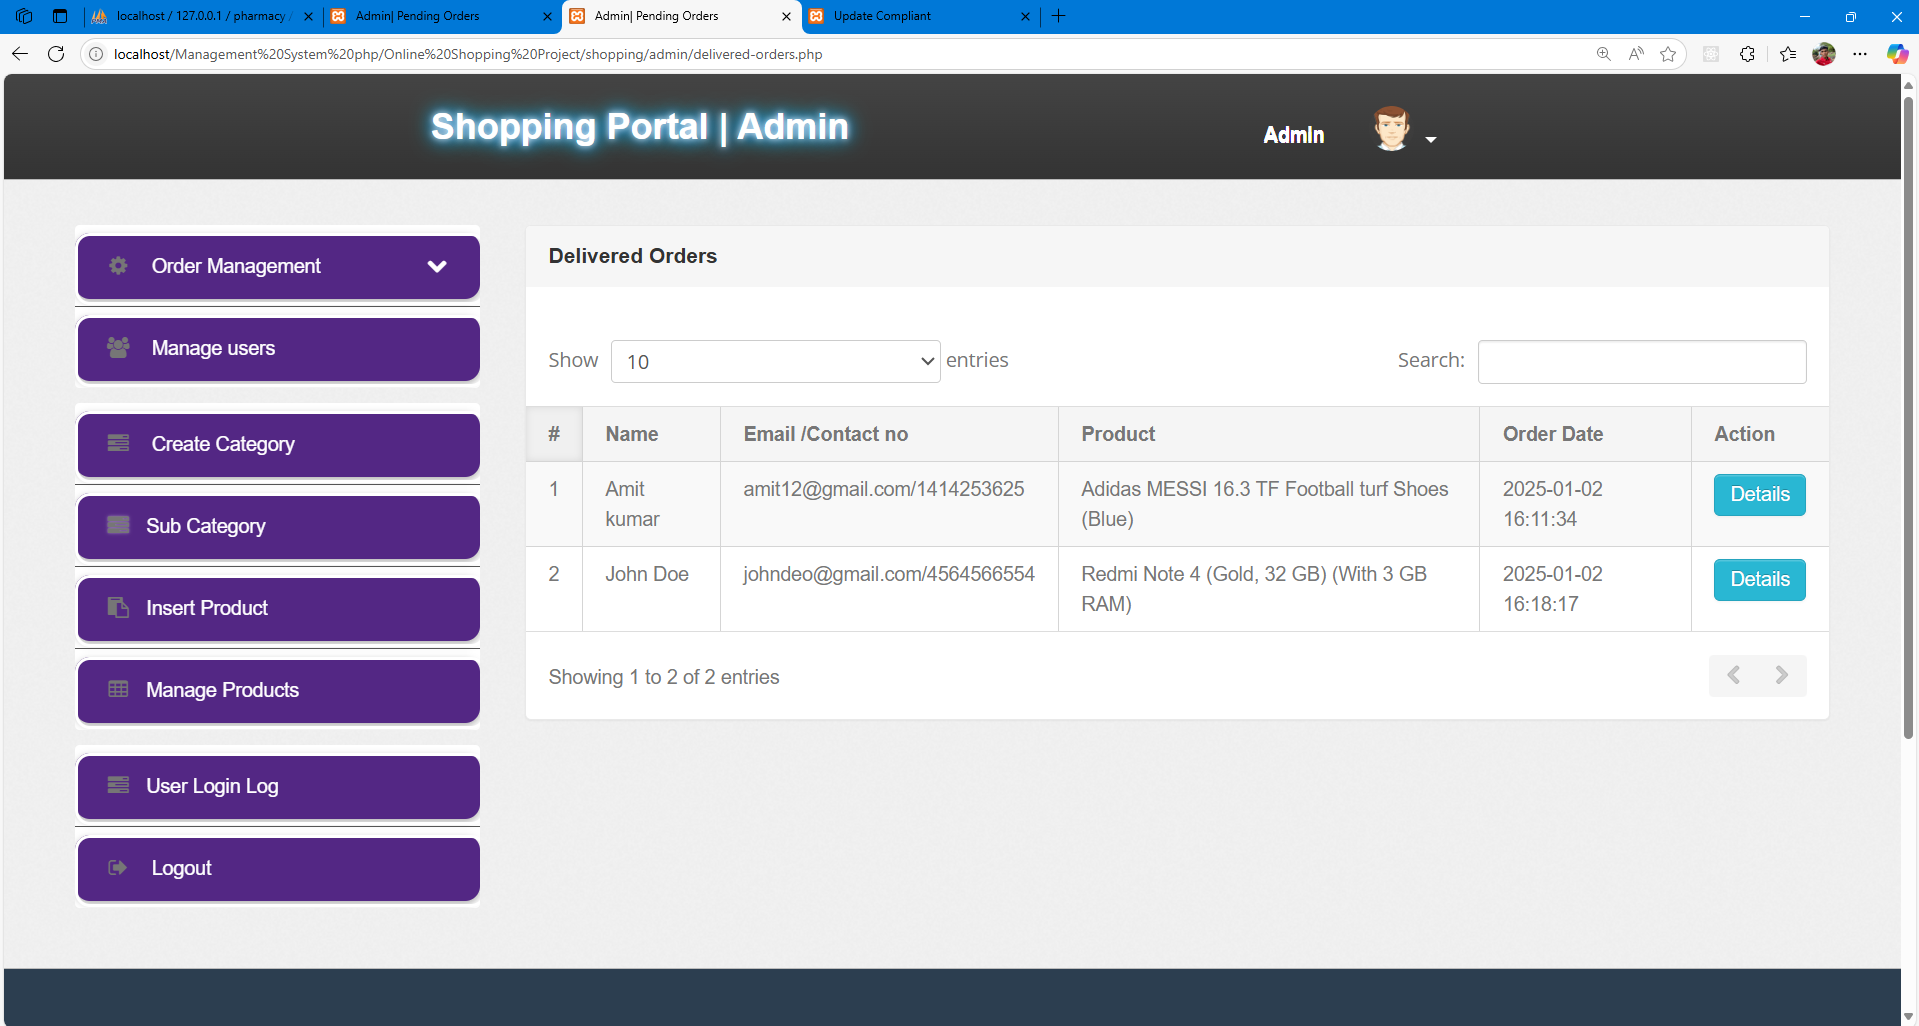 localhost / 127.0.0.1 / pharmacy
Admin| Pending Orders
Admin| Pending Orders
Update Compliant
localhost/Management%20System%20php/Online%20Shopping%20Project/shopping/admin/delivered-orders.php
Shopping Portal | Admin
Admin
Order Management
Manage users
Create Category
Sub Category
Insert Product
Manage Products
User Login Log
Logout
Delivered Orders
Show 10 entries
Search:
# Name Email /Contact no Product Order Date Action
1 Amit amit12@gmail.com/1414253625 Adidas MESSI 16.3 TF Football turf Shoes 2025-01-02 Details
kumar (Blue) 16:11:34
2 John Doe johndeo@gmail.com/4564566554 Redmi Note 4 (Gold, 32 GB) (With 3 GB 2025-01-02 Details
RAM) 16:18:17
Showing 1 to 2 of 2 entries